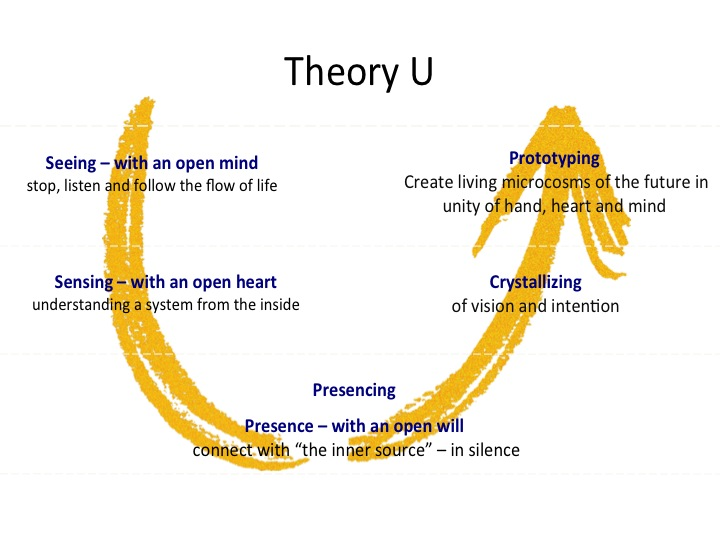 Theory U
Seeing – with an open mind
stop, listen and follow the flow of life
Prototyping
Create living microcosms of the future in
unity of hand, heart and mind
Sensing – with an open heart
understanding a system from the inside
Crystallizing
of vision and intention
Presencing
Presence – with an open will
connect with “the inner source” – in silence